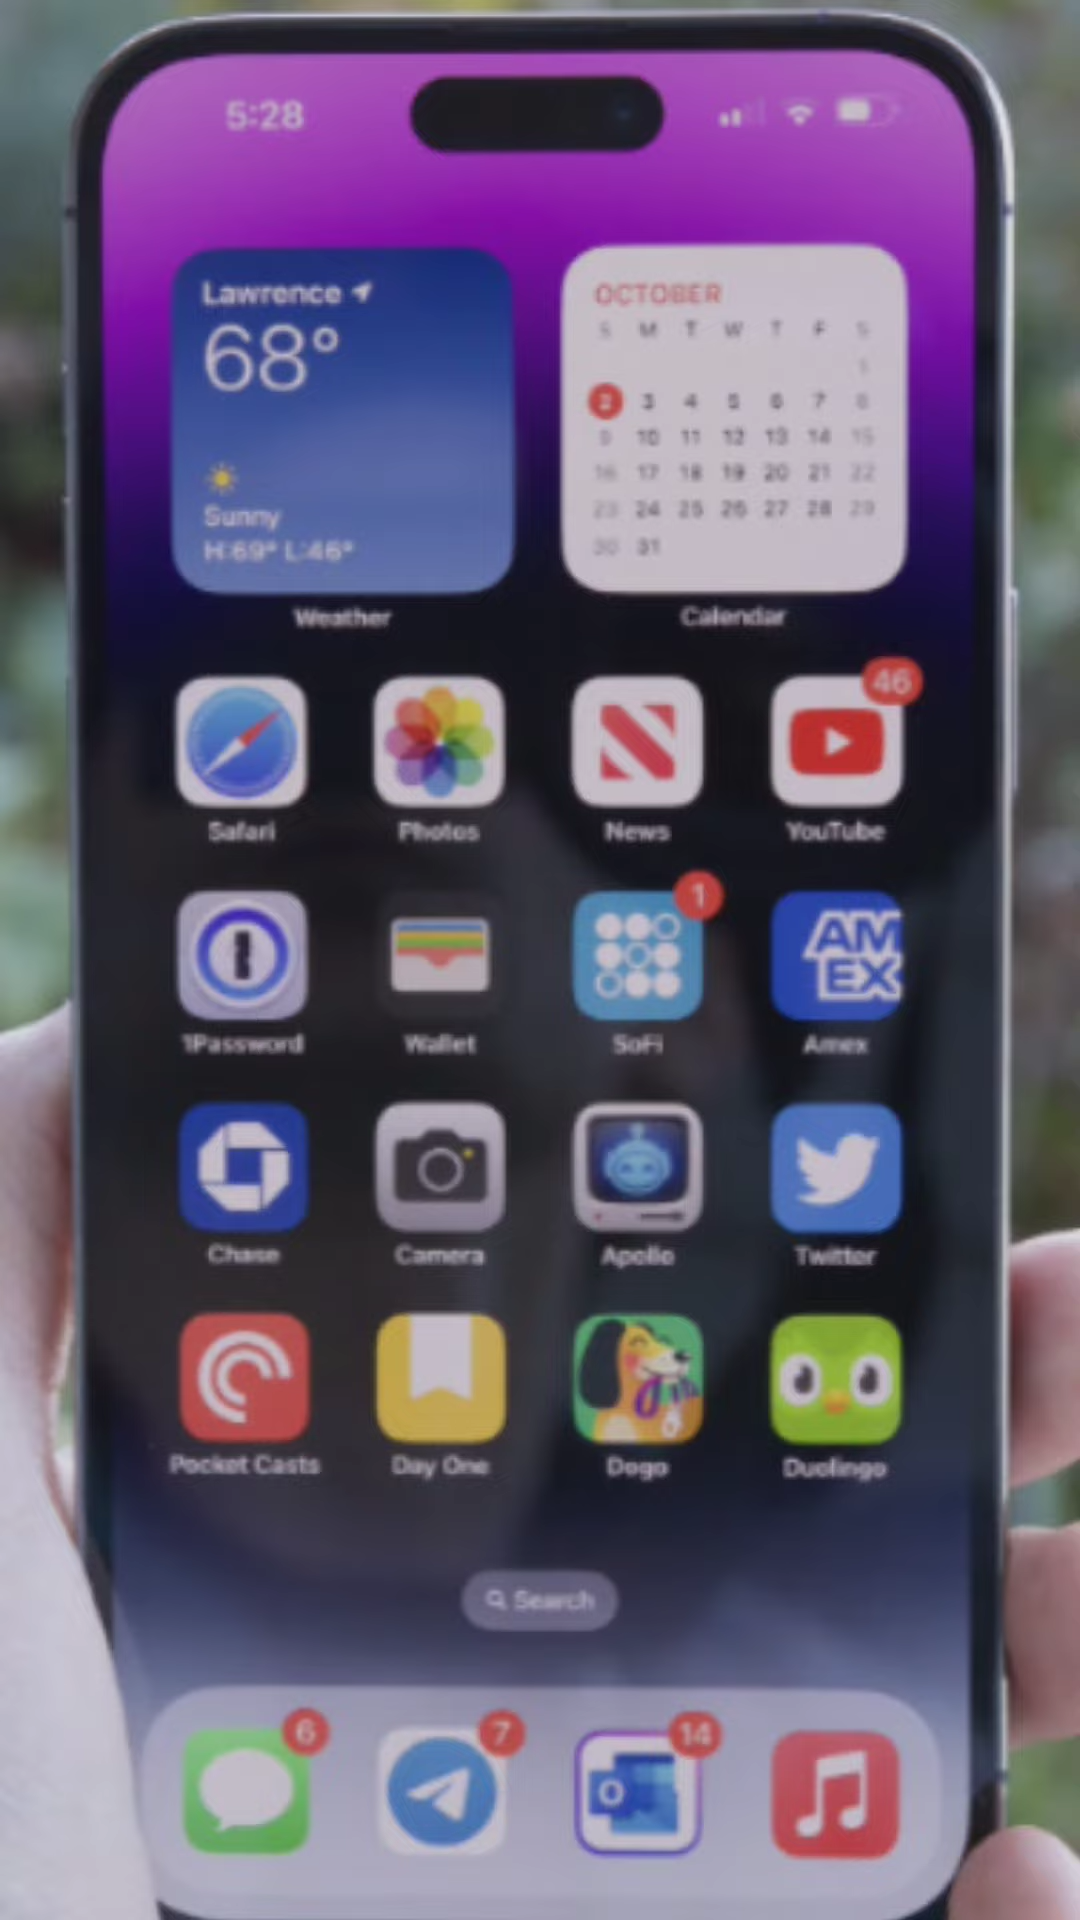 5:28
Lawrence
68°
Sunny
H:69° L:46°
Weather
OCTOBER
S M T W T F S
1
2 3 4 5 6 7 8
9 10 11 12 13 14 15
16 17 18 19 20 21 22
23 24 25 26 27 28 29
30 31
Calendar
46
Safari Photos News YouTube
1
AM
EX
1Password Wallet SoFi Amex
Chase Camera Apollo Twitter
Pocket Casts Day One Dogo Duolingo
Search
6 7 14
O